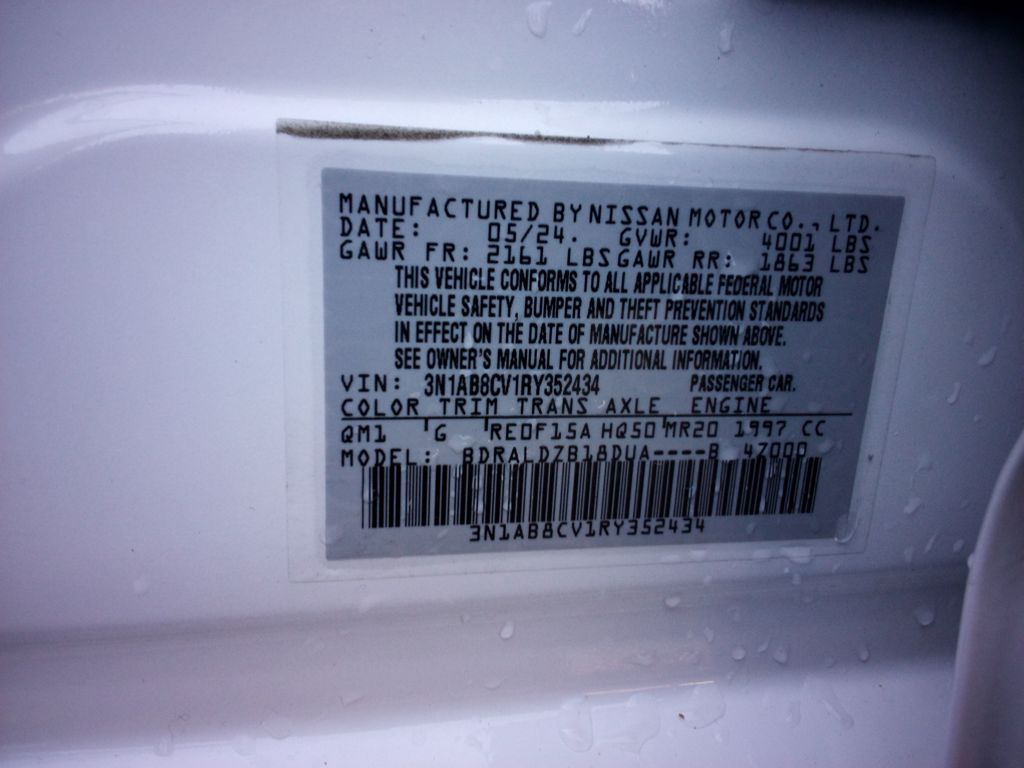 MANUFACTURED BY NISSAN MOTOR CO., LTD.
DATE: 05/24. GVWR: 4001 LBS
GAWR FR: 2161 LBS GAWR RR: 1863 LBS
THIS VEHICLE CONFORMS TO ALL APPLICABLE FEDERAL MOTOR
VEHICLE SAFETY, BUMPER AND THEFT PREVENTION STANDARDS
IN EFFECT ON THE DATE OF MANUFACTURE SHOWN ABOVE.
SEE OWNER'S MANUAL FOR ADDITIONAL INFORMATION.
VIN: 3N1AB8CV1RY352434 PASSENGER CAR.
COLOR TRIM TRANS AXLE ENGINE
QM1 G RE0F15A HQ50 MR20 1997 CC
MODEL: BDRALDZB18DUA----B 47000
3N1AB8CV1RY352434